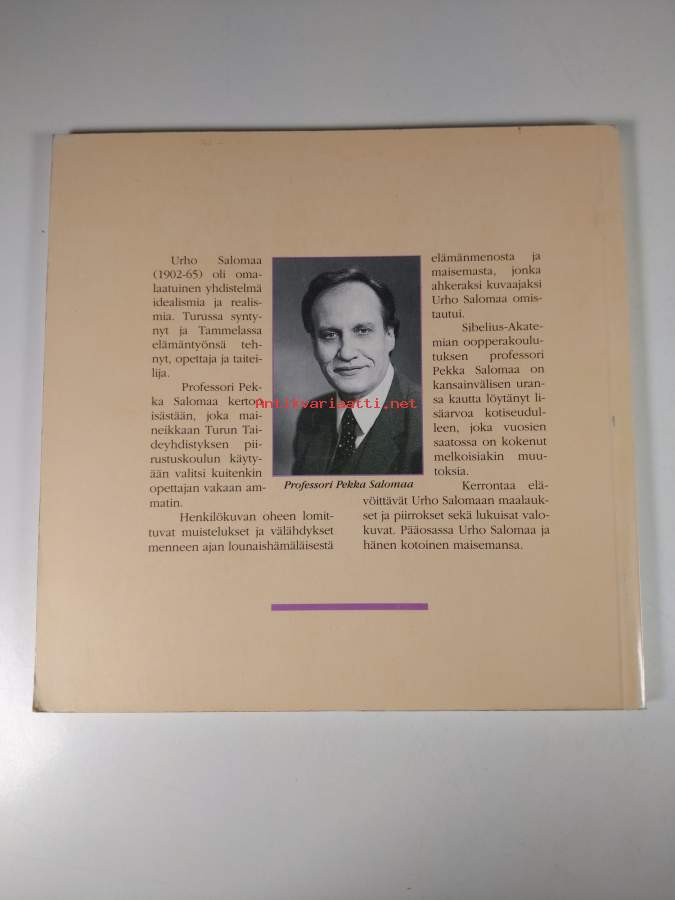 Urho Salomaa
(1902-65) oli oma-
laatuinen yhdistelmä
idealismia ja realis-
mia. Turussa synty-
nyt ja Tammelassa
elämäntyönsä teh-
nyt, opettaja ja taitei-
lija.
Professori Pek-
ka Salomaa kertoo
isästään, joka mai-
neikkaan Turun Tai-
deyhdistyksen pii-
rustuskoulun käyty-
ään valitsi kuitenkin
opettajan vakaan am-
matin.
Henkilökuvan oheen lomit-
tuvat muistelukset ja välähdykset
menneen ajan lounaishämäläisestä
Antikvariaatti.net
Professori Pekka Salomaa
elämänmenosta ja
maisemasta, jonka
ahkeraksi kuvaajaksi
Urho Salomaa omis-
tautui.
Sibelius-Akate-
mian oopperakoulu-
tuksen professori
Pekka Salomaa on
kansainvälisen uran-
sa kautta löytänyt li-
säarvoa kotiseudul-
leen, joka vuosien
saatossa on kokenut
melkoisiakin muu-
toksia.
Kerrontaa elä-
vöittävät Urho Salomaan maalauk-
set ja piirrokset sekä lukuisat valo-
kuvat. Pääosassa Urho Salomaa ja
hänen kotoinen maisemansa.